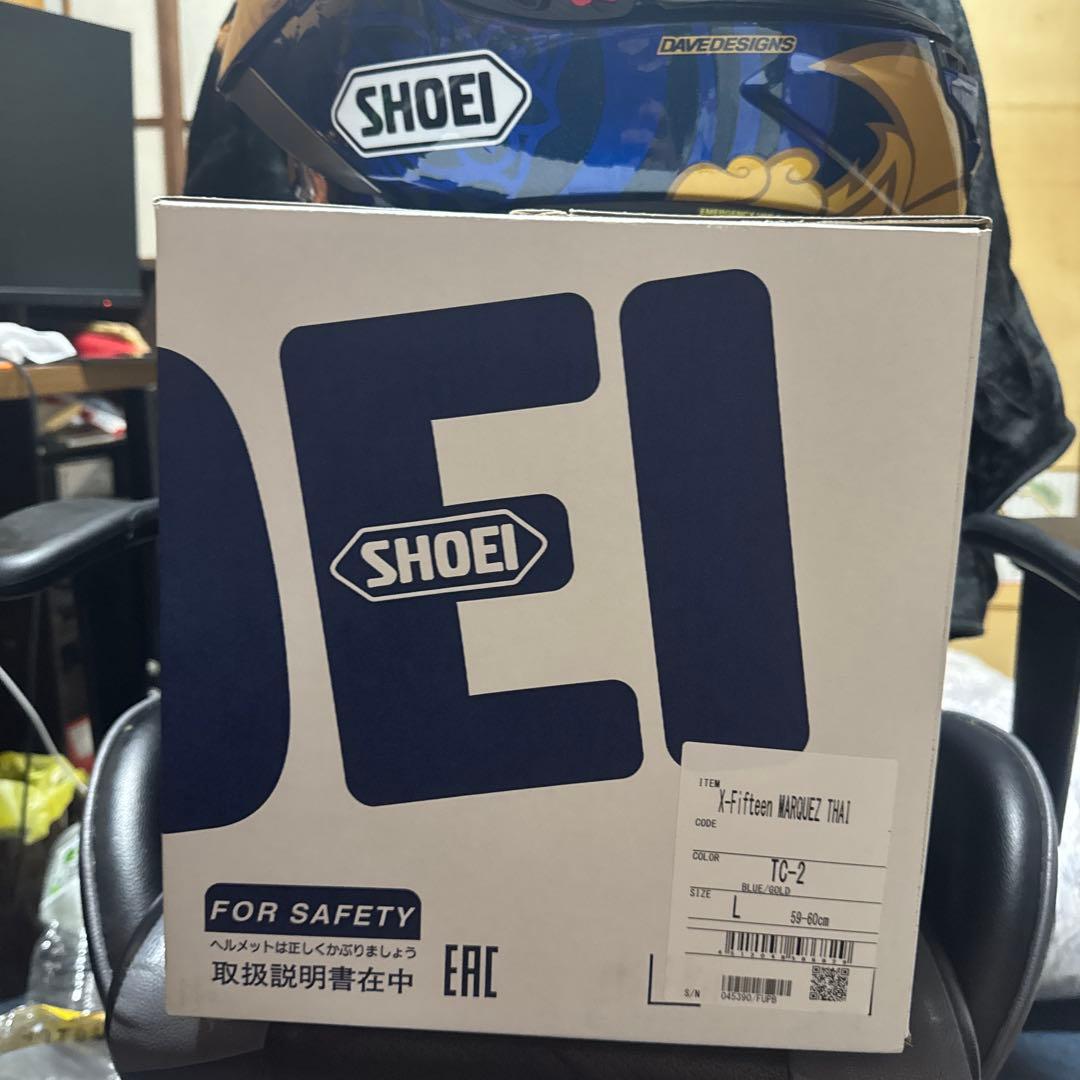 DAVEDESIGNS
SHOEI
OEI
SHOEI
ITEM
X-Fifteen MARQUEZ THAI
CODE
COLOR
TC-2
BLUE/GOLD
SIZE
L 59-60cm
FOR SAFETY
ヘルメットは正しくかぶりましょう
取扱説明書在中
EAC
S/N
045390/FUPB